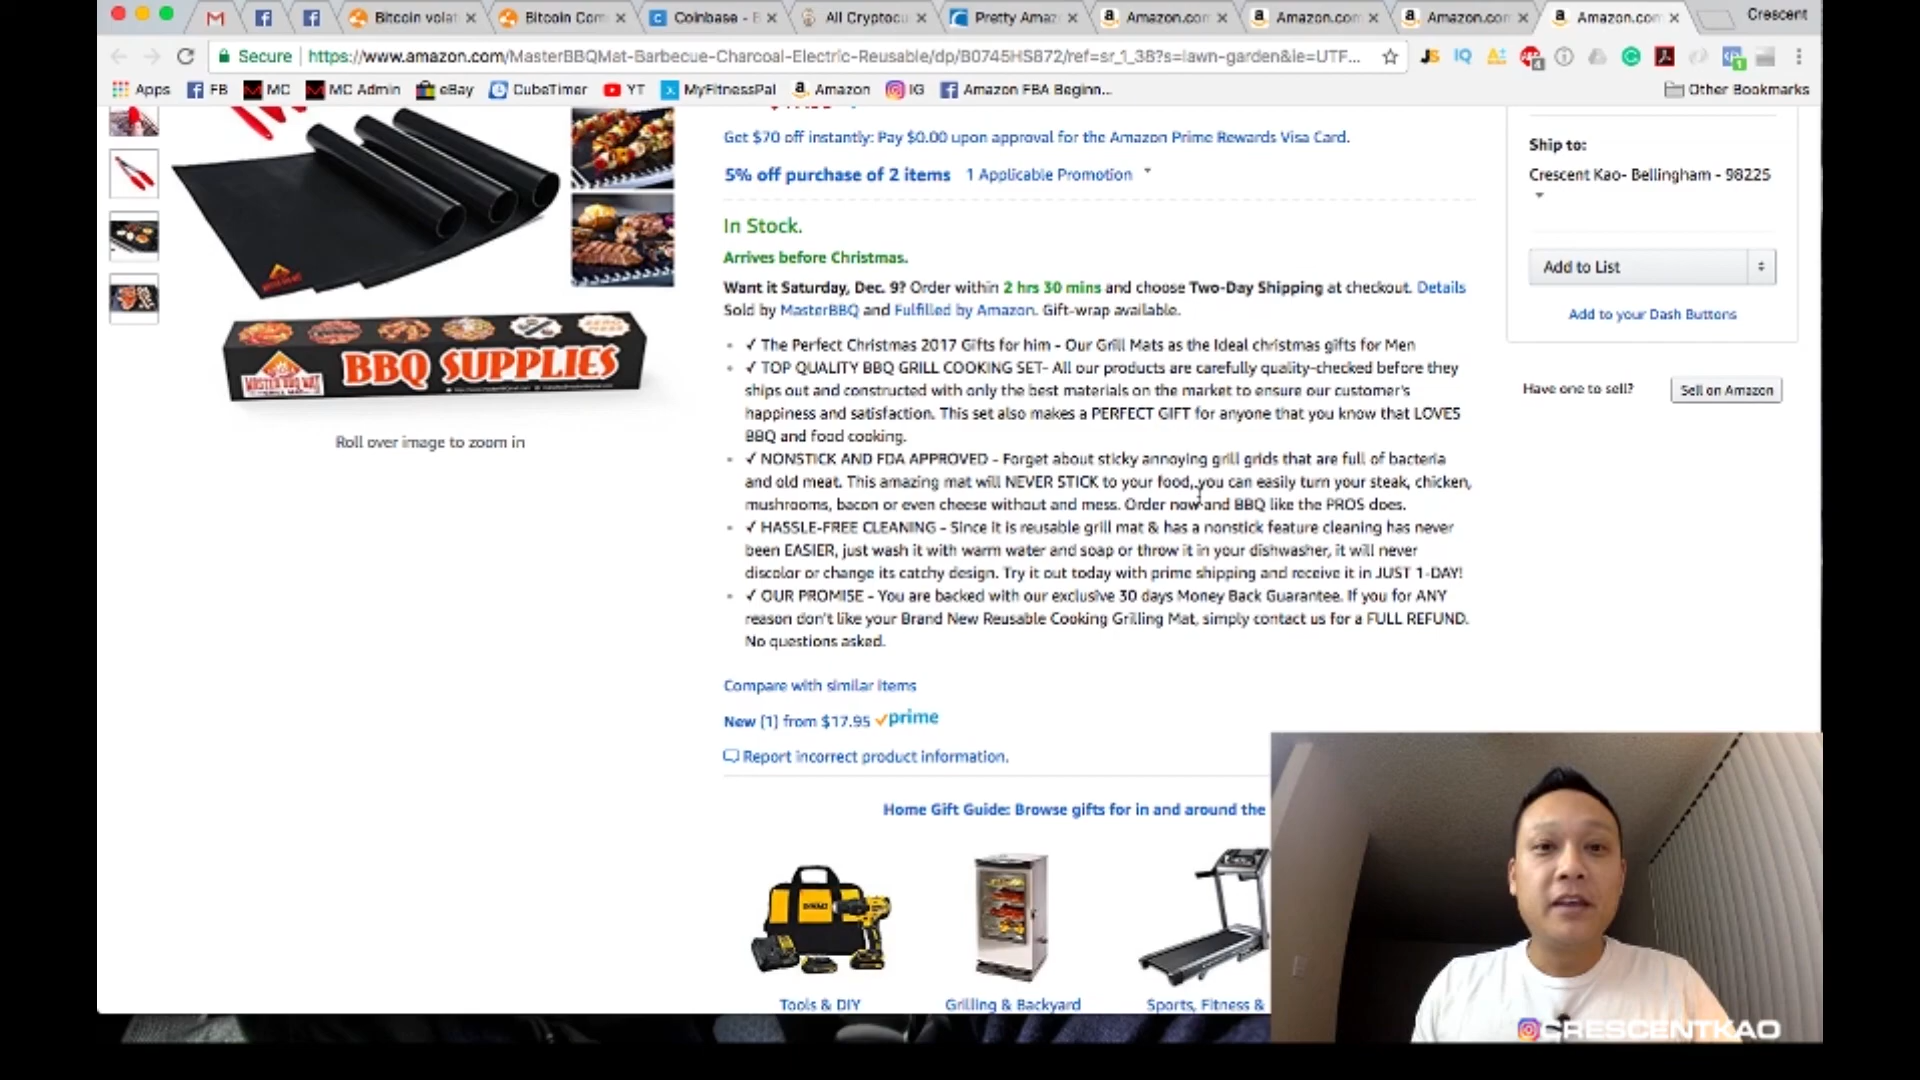 Bitcoin volat
Bitcoin Com
Coinbase - B
All Cryptocu
Pretty Amaz
Amazon.com
Amazon.com
Amazon.com
Amazon.com
Crescent
Secure
https://www.amazon.com/MasterBBQMat-Barbecue-Charcoal-Electric-Reusable/dp/B0745HS872/ref=sr_1_38?s=lawn-garden&ie=UTF...
Apps FB MC MC Admin eBay CubeTimer YT MyFitnessPal Amazon IG Amazon FBA Beginn... Other Bookmarks
Get $70 off instantly: Pay $0.00 upon approval for the Amazon Prime Rewards Visa Card.
5% off purchase of 2 items 1 Applicable Promotion
In Stock.
Arrives before Christmas.
Want it Saturday, Dec. 9? Order within 2 hrs 30 mins and choose Two-Day Shipping at checkout. Details
Sold by MasterBBQ and Fulfilled by Amazon. Gift-wrap available.
✓ The Perfect Christmas 2017 Gifts for him - Our Grill Mats as the Ideal christmas gifts for Men
✓ TOP QUALITY BBQ GRILL COOKING SET- All our products are carefully quality-checked before they
ships out and constructed with only the best materials on the market to ensure our customer's
happiness and satisfaction. This set also makes a PERFECT GIFT for anyone that you know that LOVES
BBQ and food cooking.
✓ NONSTICK AND FDA APPROVED - Forget about sticky annoying grill grids that are full of bacteria
and old meat. This amazing mat will NEVER STICK to your food, you can easily turn your steak, chicken,
mushrooms, bacon or even cheese without and mess. Order now and BBQ like the PROS does.
✓ HASSLE-FREE CLEANING - Since it is reusable grill mat & has a nonstick feature cleaning has never
been EASIER, just wash it with warm water and soap or throw it in your dishwasher, it will never
discolor or change its catchy design. Try it out today with prime shipping and receive it in JUST 1-DAY!
✓ OUR PROMISE - You are backed with our exclusive 30 days Money Back Guarantee. If you for ANY
reason don't like your Brand New Reusable Cooking Grilling Mat, simply contact us for a FULL REFUND.
No questions asked.
Compare with similar items
New (1) from $17.95 prime
Report incorrect product information.
Home Gift Guide: Browse gifts for in and around the
DEWALT
Tools & DIY
Grilling & Backyard
Sports, Fitness &
MASTER BBQ MAT
BBQ SUPPLIES
Roll over image to zoom in
Ship to:
Crescent Kao- Bellingham - 98225
Add to List
Add to your Dash Buttons
Have one to sell?
Sell on Amazon
CRESCENTKAO